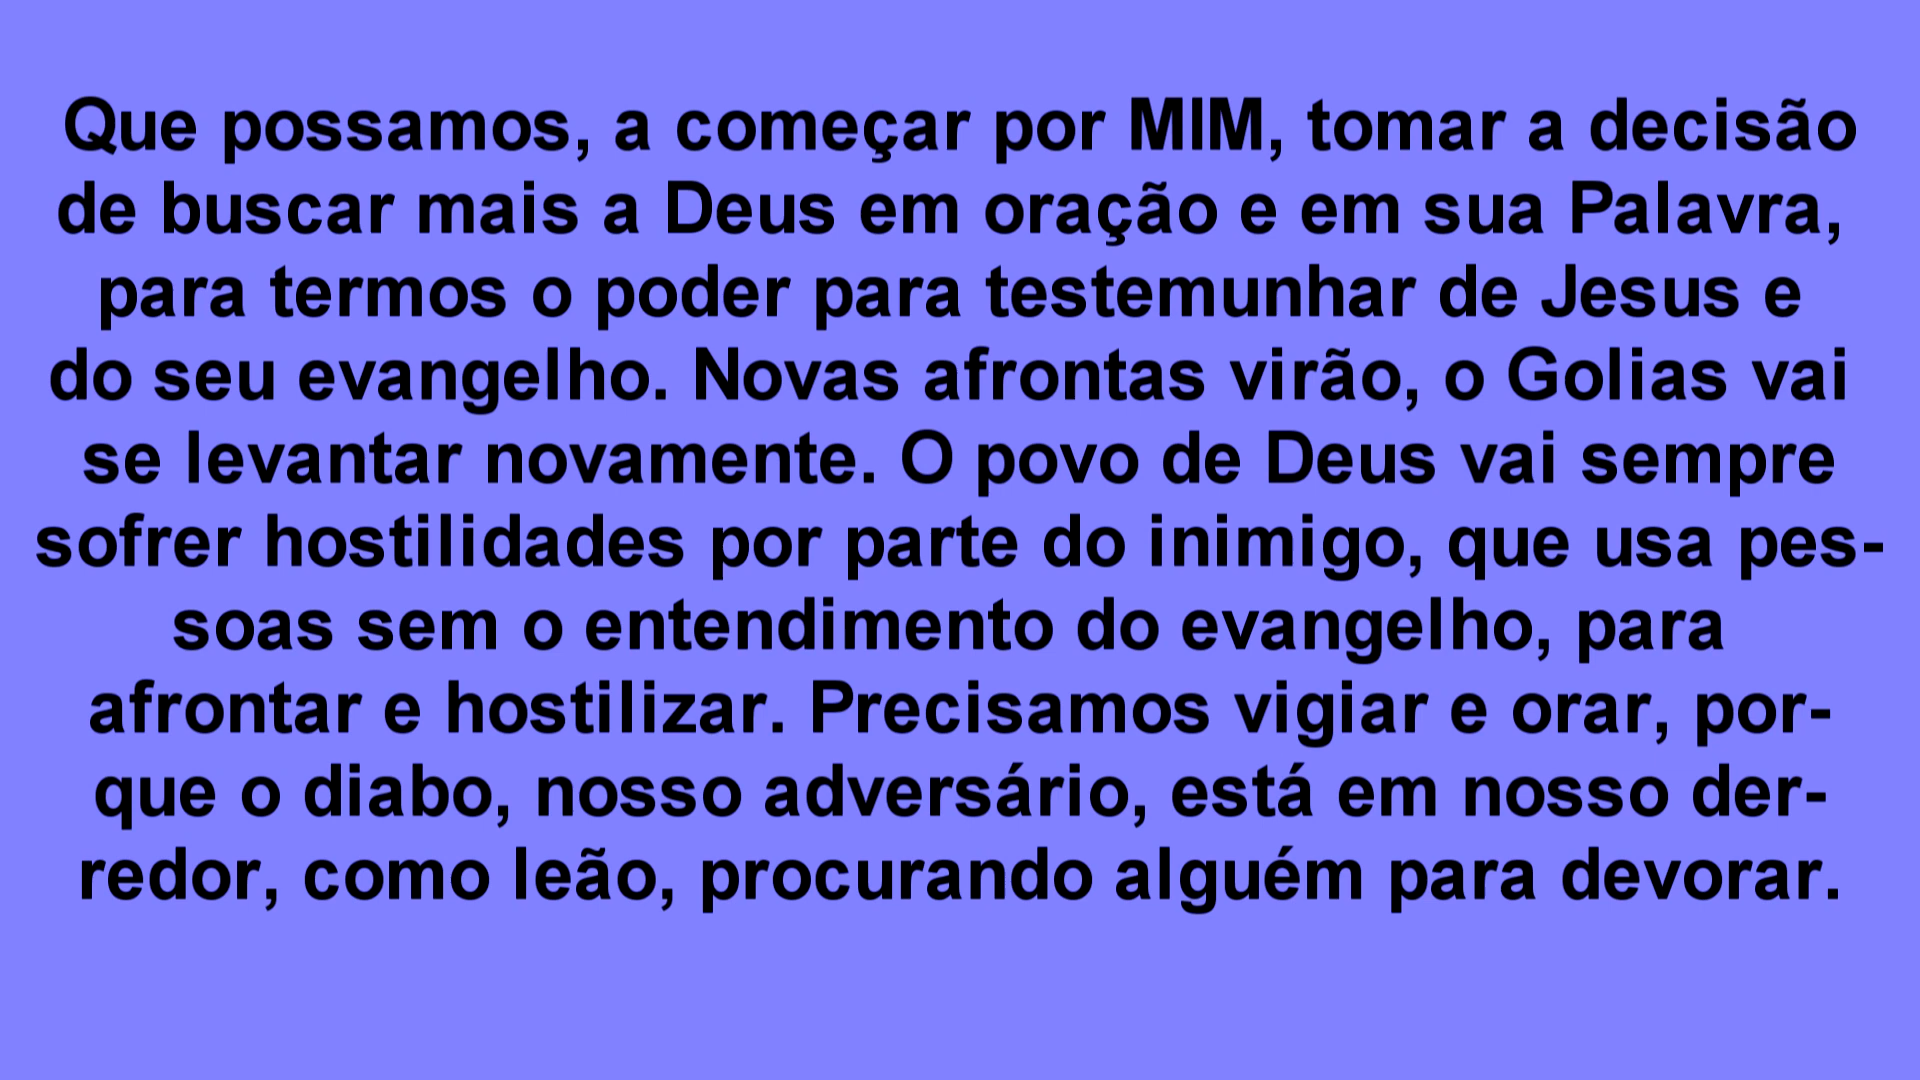 Que possamos, a começar por MIM, tomar a decisão
de buscar mais a Deus em oração e em sua Palavra,
para termos o poder para testemunhar de Jesus e
do seu evangelho. Novas afrontas virão, o Golias vai
se levantar novamente. O povo de Deus vai sempre
sofrer hostilidades por parte do inimigo, que usa pes-
soas sem o entendimento do evangelho, para
afrontar e hostilizar. Precisamos vigiar e orar, por-
que o diabo, nosso adversário, está em nosso der-
redor, como leão, procurando alguém para devorar.